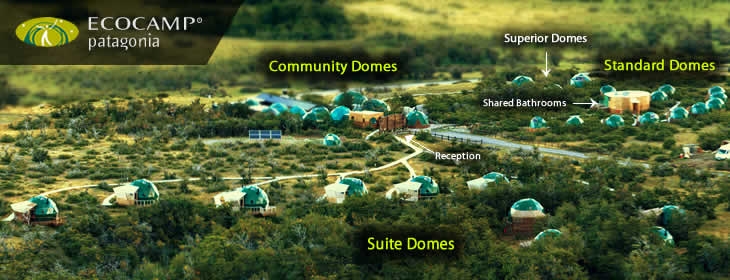 ECOCAMP®
patagonia
Superior Domes
Community Domes
Standard Domes
Shared Bathrooms
Reception
Suite Domes